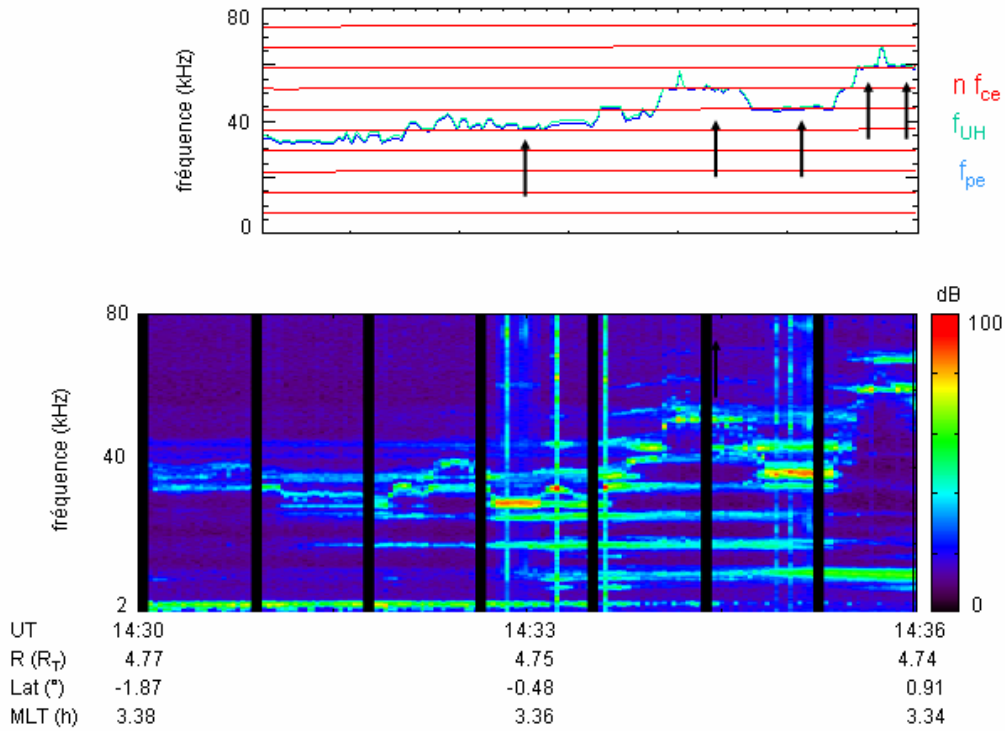 80
40
0
fréquence (kHz)
n fce
fUH
fpe
dB
80
40
2
fréquence (kHz)
100
0
UT 14:30 14:33 14:36
R (RT) 4.77 4.75 4.74
Lat (°) -1.87 -0.48 0.91
MLT (h) 3.38 3.36 3.34